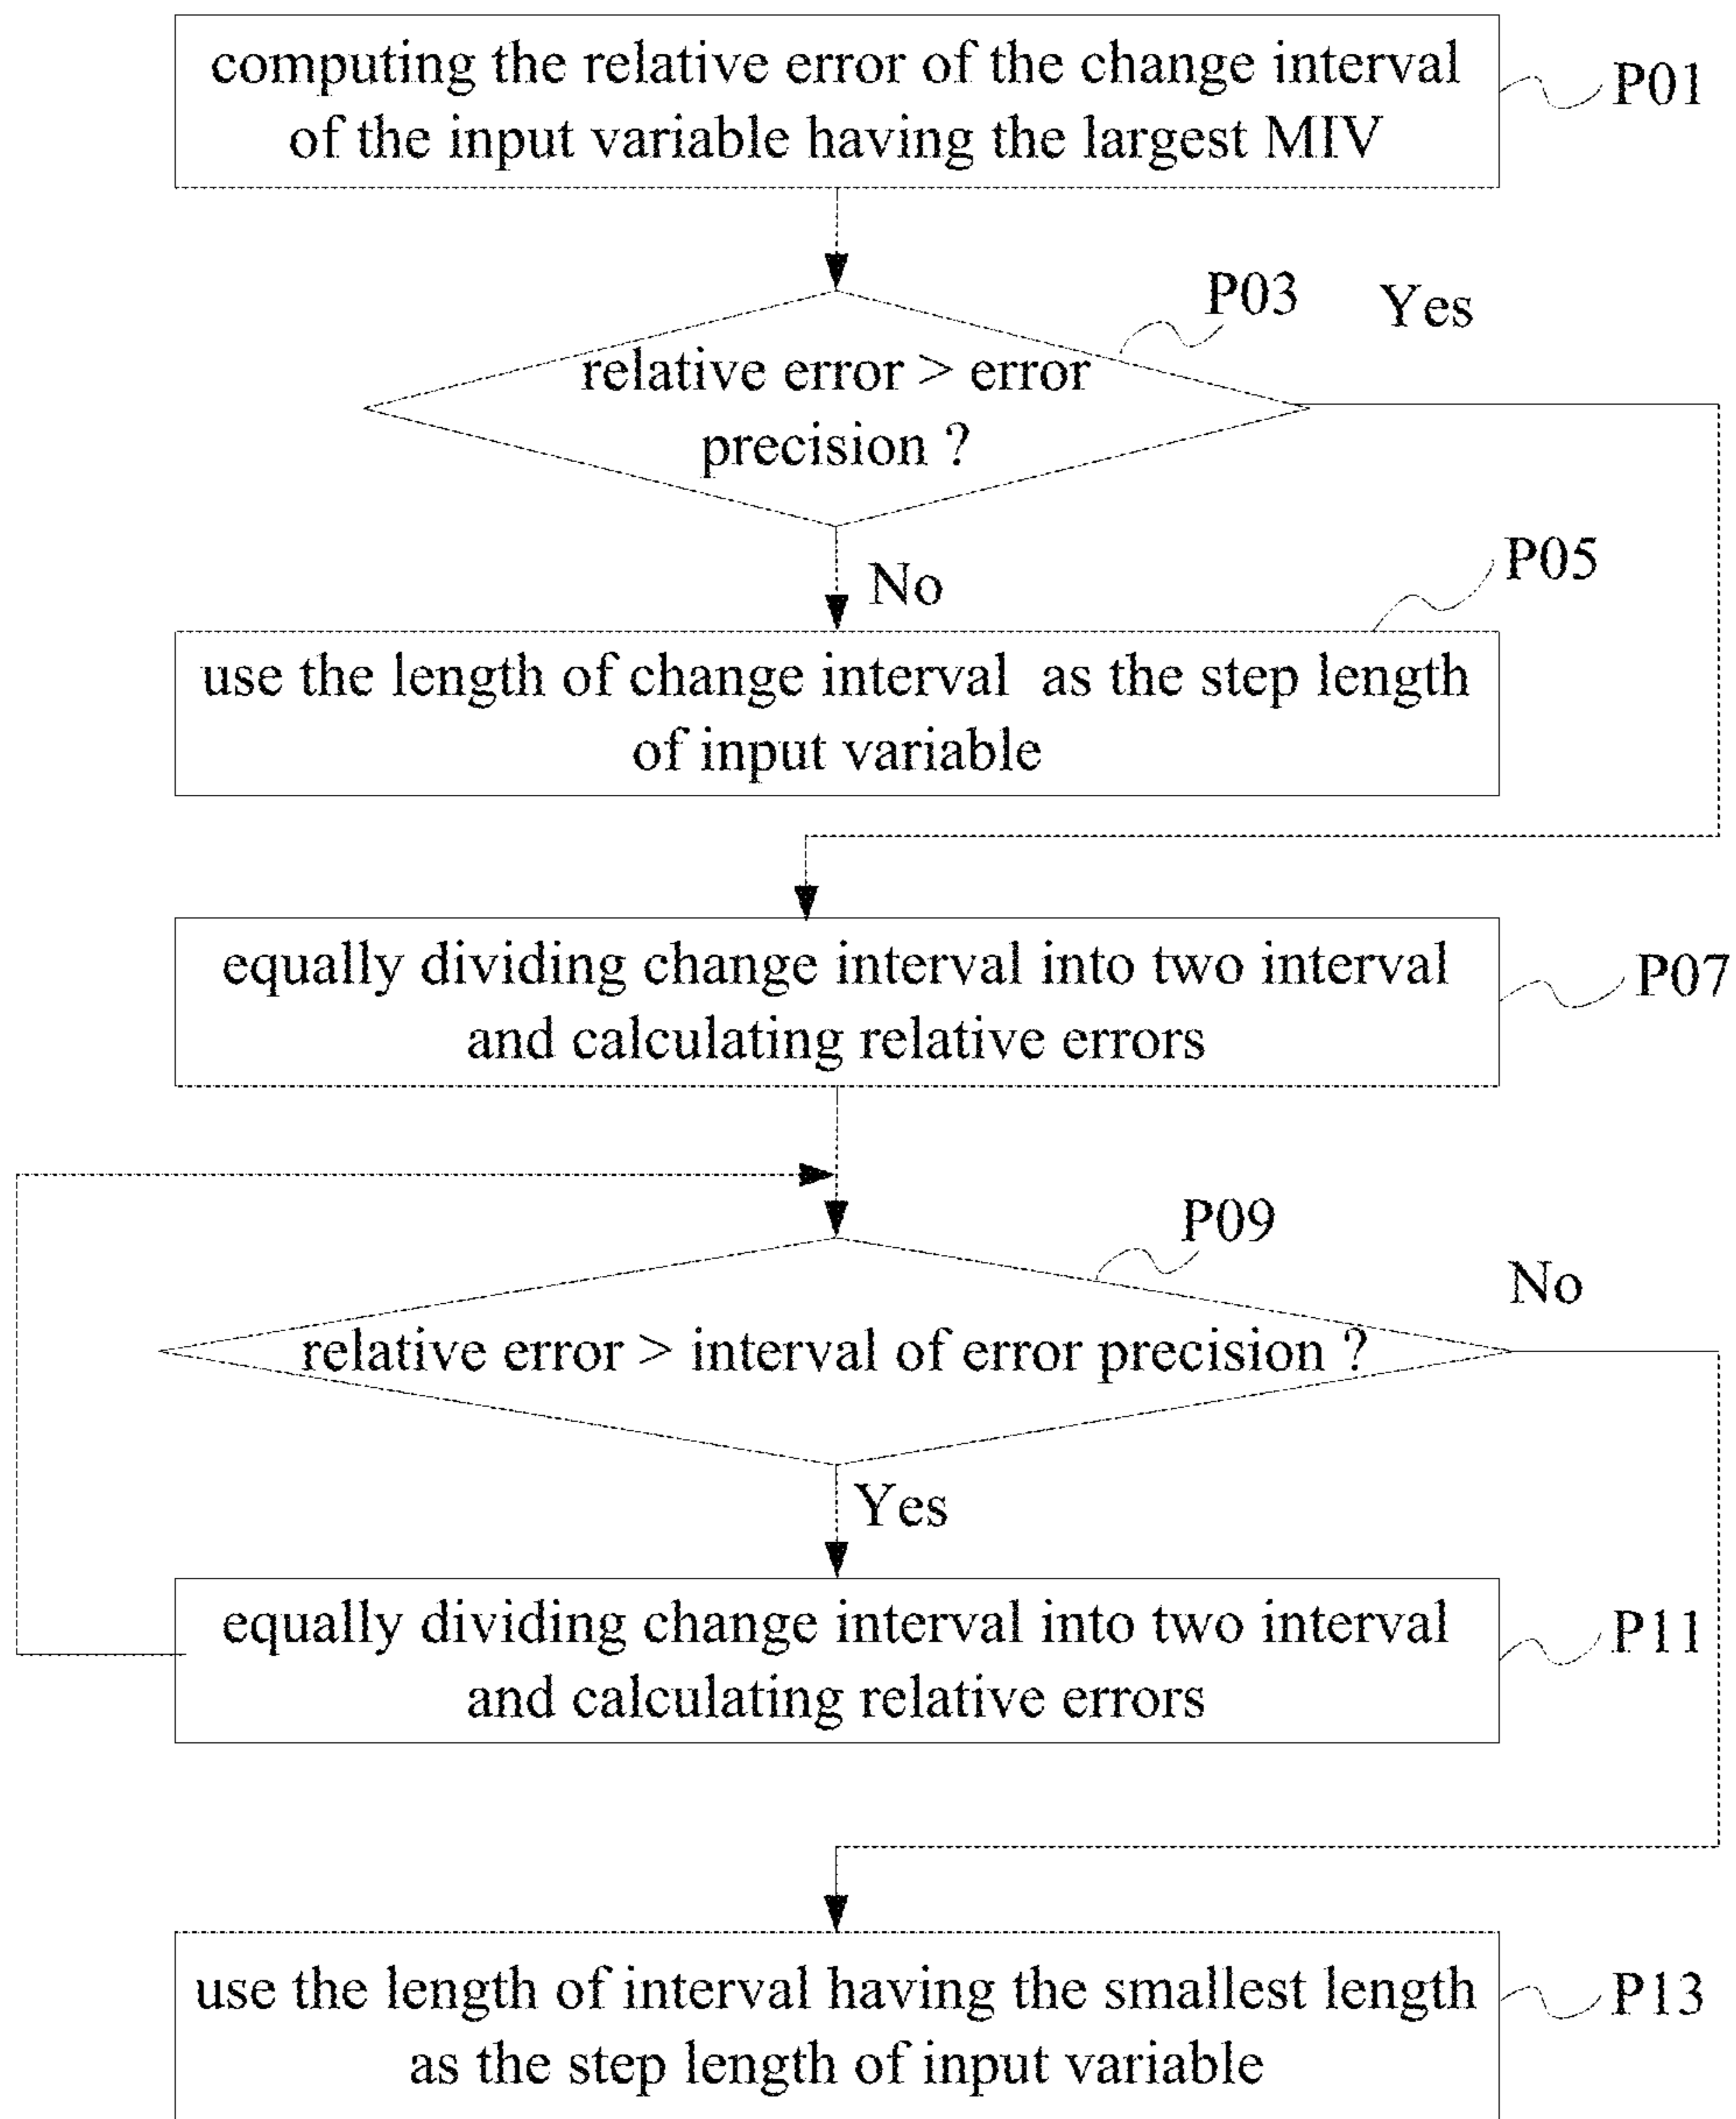 computing the relative error of the change interval
of the input variable having the largest MIV
P01
P03
Yes
relative error > error
precision ?
No
P05
use the length of change interval as the step length
of input variable
equally dividing change interval into two interval
and calculating relative errors
P07
P09
No
relative error > interval of error precision ?
Yes
equally dividing change interval into two interval
and calculating relative errors
P11
use the length of interval having the smallest length
as the step length of input variable
P13